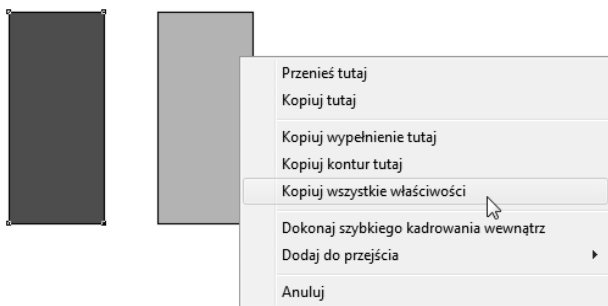 Przenieś tutaj
Kopiuj tutaj
Kopiuj wypełnienie tutaj
Kopiuj kontur tutaj
Kopiuj wszystkie właściwości
Dokonaj szybkiego kadrowania wewnątrz
Dodaj do przejścia
Anuluj